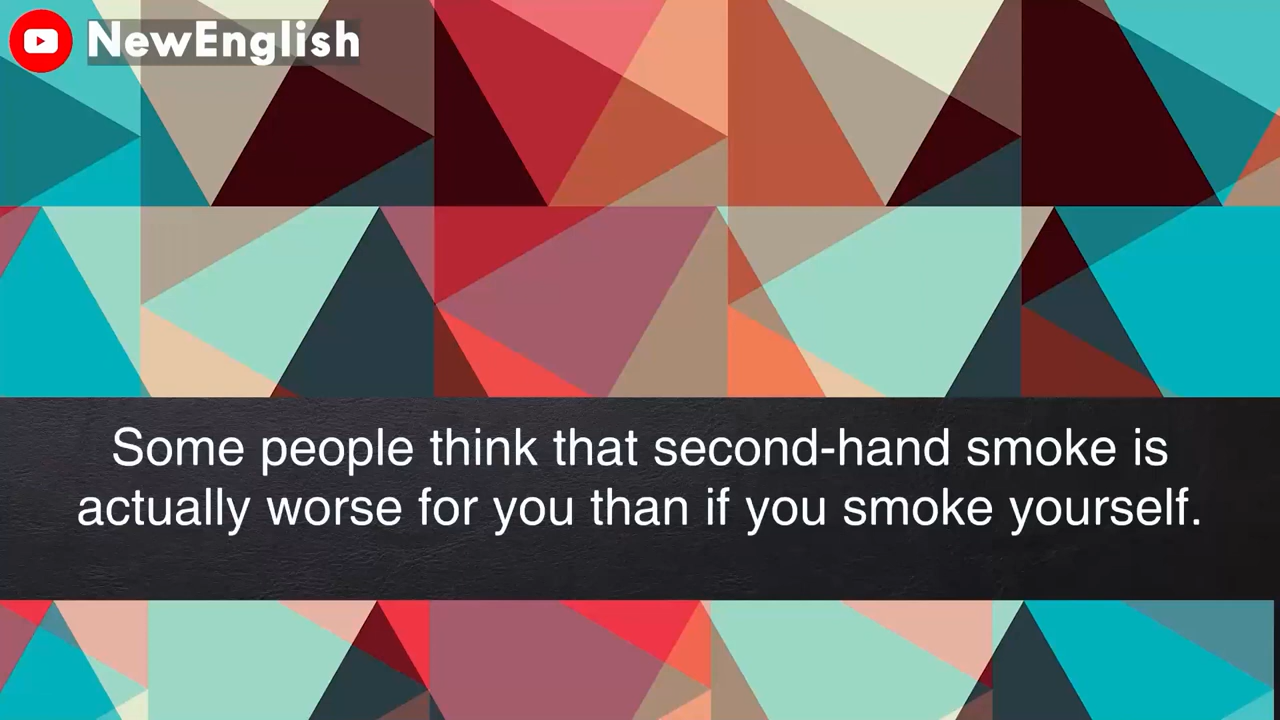 NewEnglish
Some people think that second-hand smoke is
actually worse for you than if you smoke yourself.